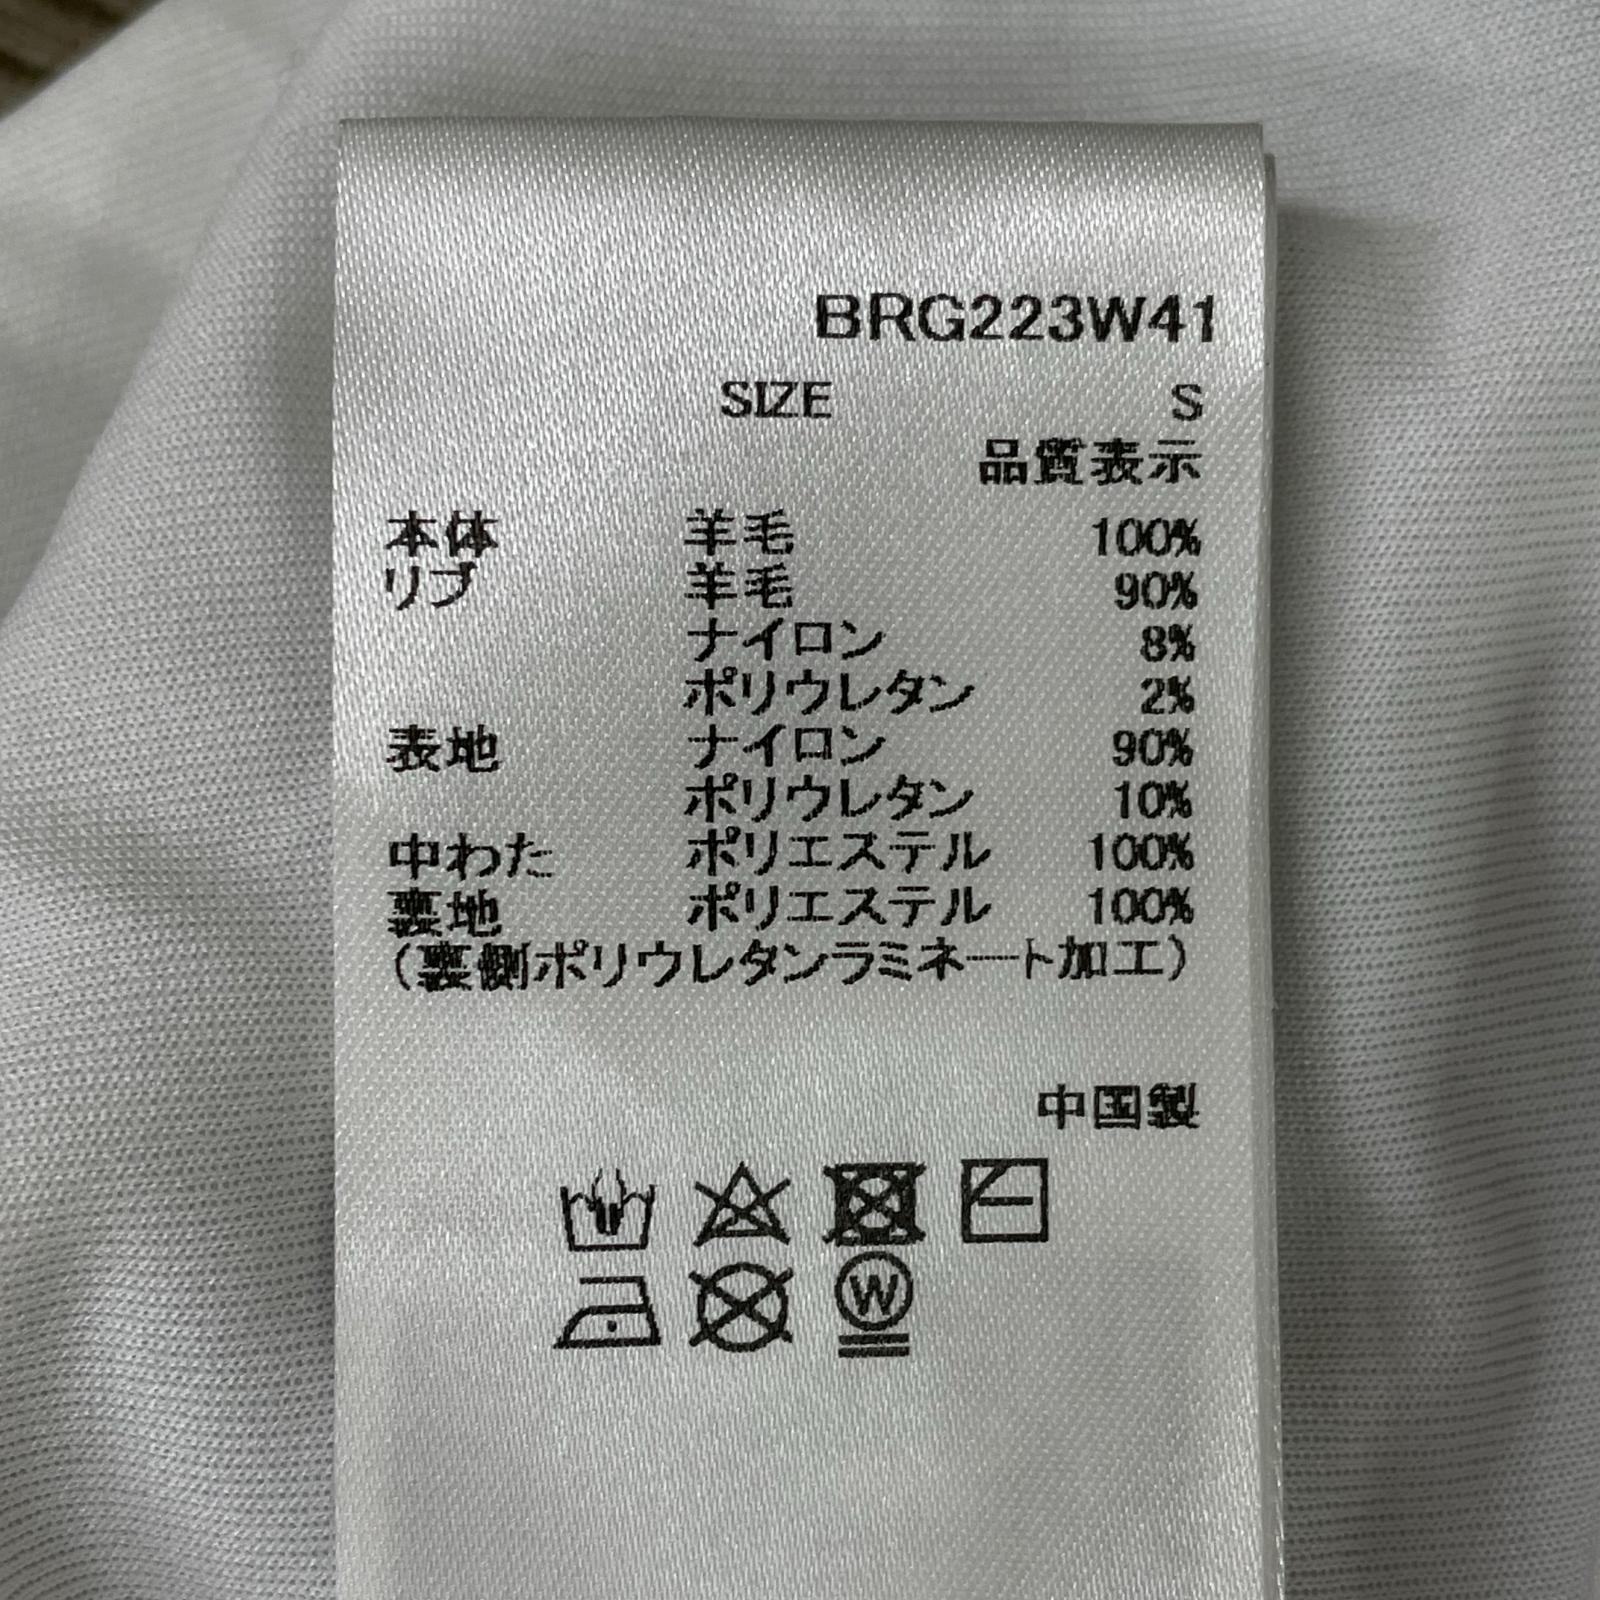 BRG223W41
SIZE S
品質表示
本体 羊毛 100%
リブ 羊毛 90%
ナイロン 8%
ポリウレタン 2%
表地 ナイロン 90%
ポリウレタン 10%
中わた ポリエステル 100%
裏地 ポリエステル 100%
(裏側ポリウレタンラミネート加工)
中国製
W